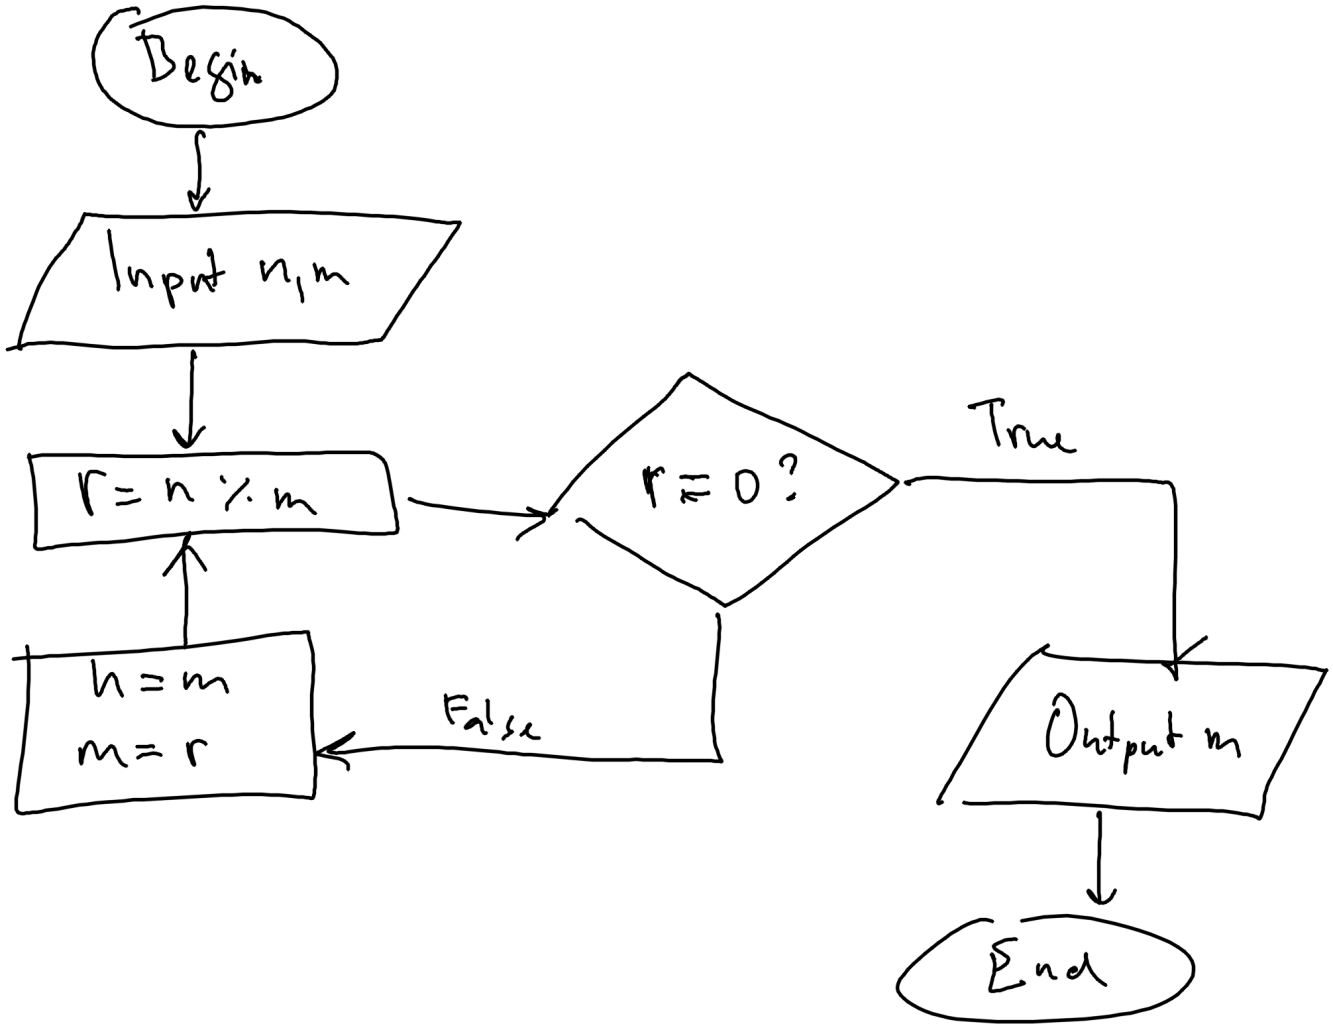 Begin
Input n, m
r = n % m
r = 0 ?
True
n = m
m = r
False
Output m
End